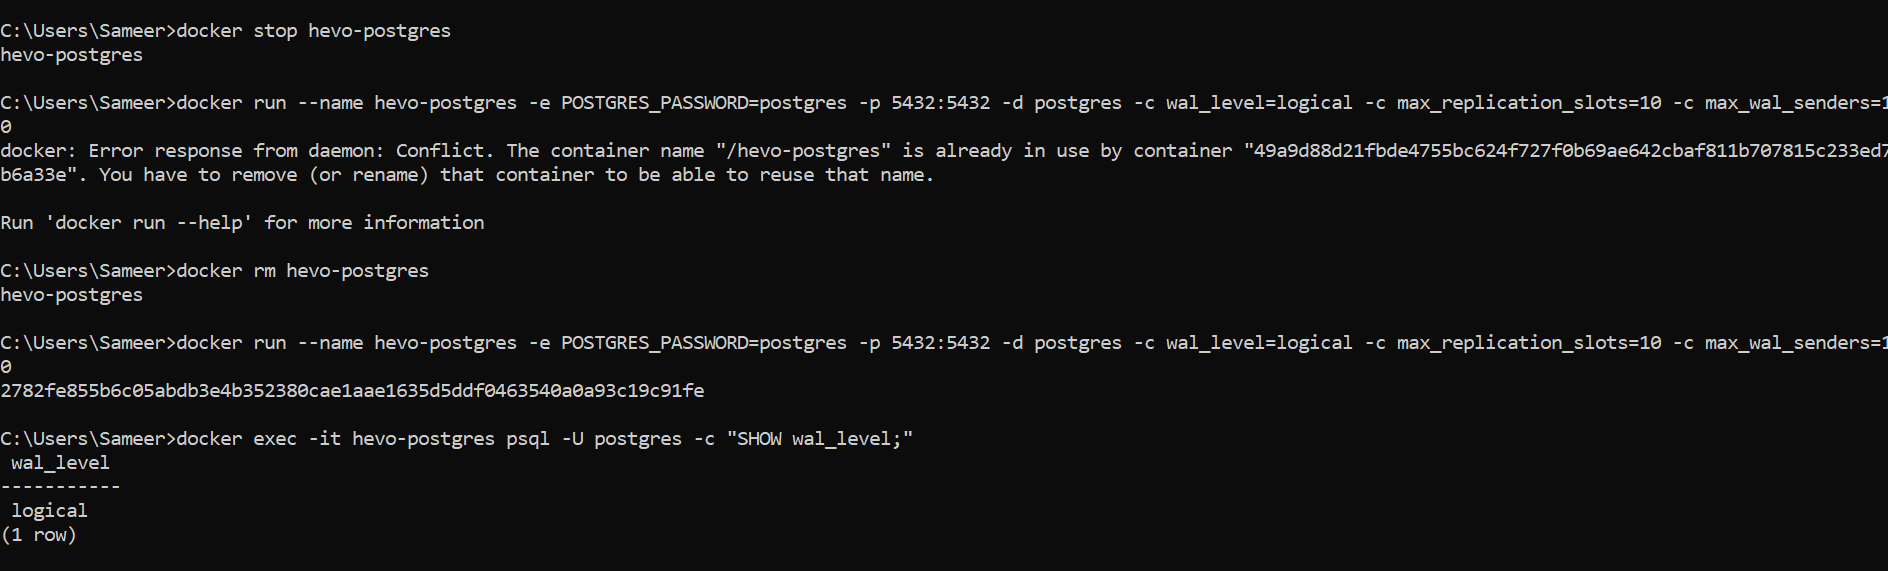 C:\Users\Sameer>docker stop hevo-postgres
hevo-postgres
C:\Users\Sameer>docker run --name hevo-postgres -e POSTGRES_PASSWORD=postgres -p 5432:5432 -d postgres -c wal_level=logical -c max_replication_slots=10 -c max_wal_senders=1
0
docker: Error response from daemon: Conflict. The container name "/hevo-postgres" is already in use by container "49a9d88d21fbde4755bc624f727f0b69ae642cbaf811b707815c233ed7
b6a33e". You have to remove (or rename) that container to be able to reuse that name.
Run 'docker run --help' for more information
C:\Users\Sameer>docker rm hevo-postgres
hevo-postgres
C:\Users\Sameer>docker run --name hevo-postgres -e POSTGRES_PASSWORD=postgres -p 5432:5432 -d postgres -c wal_level=logical -c max_replication_slots=10 -c max_wal_senders=1
0
2782fe855b6c05abdb3e4b352380cae1aae1635d5ddf0463540a0a93c19c91fe
C:\Users\Sameer>docker exec -it hevo-postgres psql -U postgres -c "SHOW wal_level;"
 wal_level
-----------
 logical
(1 row)